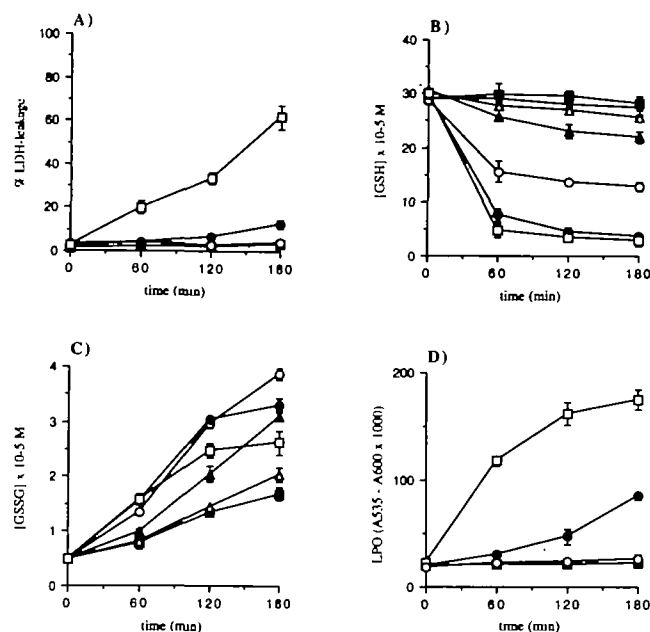 A)
% LDH-leakage
100
80
60
40
20
0
0 60 120 180
time (min)
B)
[GSH] x 10-5 M
40
30
20
10
0
0 60 120 180
time (min)
C)
[GSSG] x 10-5 M
4
3
2
1
0
0 60 120 180
time (min)
D)
LPO (A535 - A600 x 1000)
200
100
0
0 60 120 180
time (min)